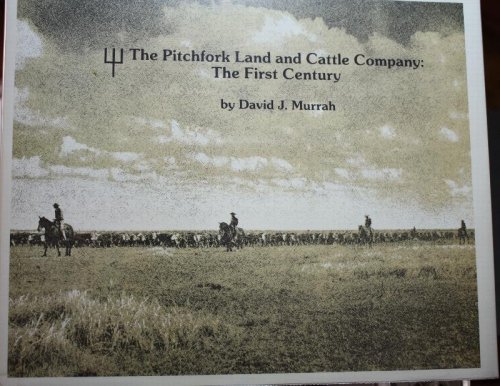 The Pitchfork Land and Cattle Company:
The First Century
by David J. Murrah